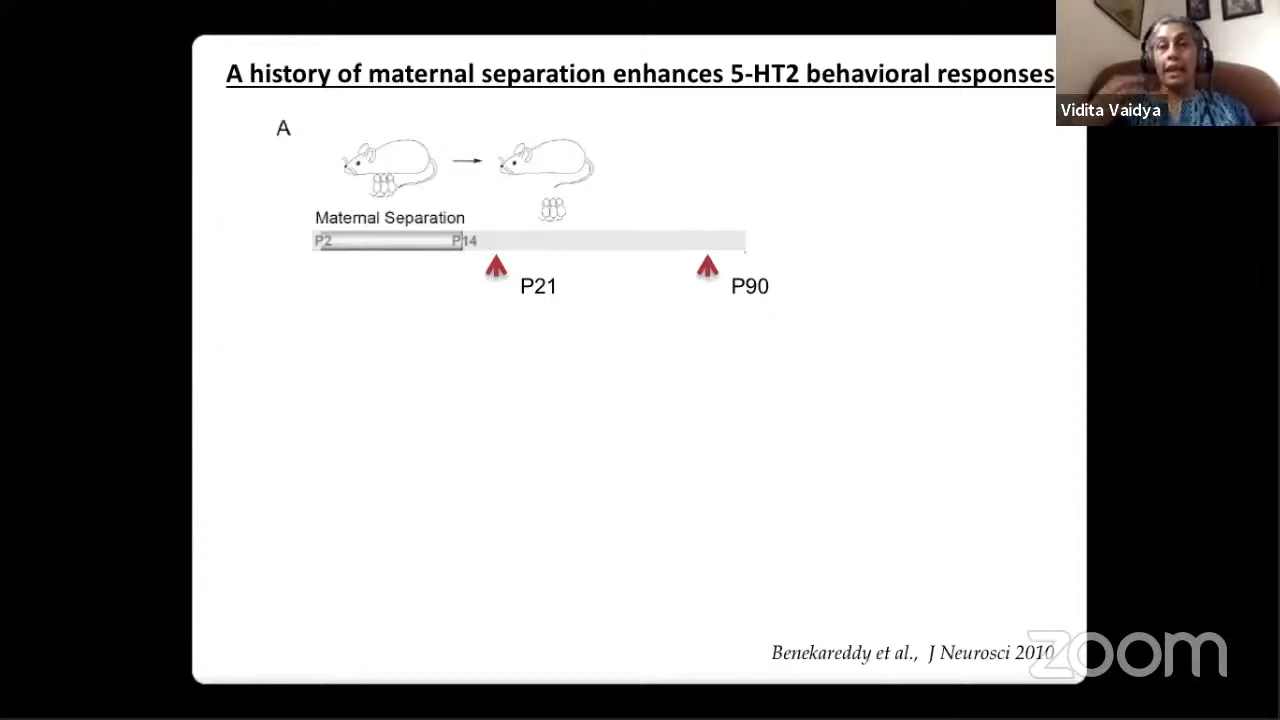 A history of maternal separation enhances 5-HT2 behavioral responses
Vidita Vaidya
A
Maternal Separation
P2 P14
P21 P90
Benekareddy et al., J Neurosci 2010
zoom